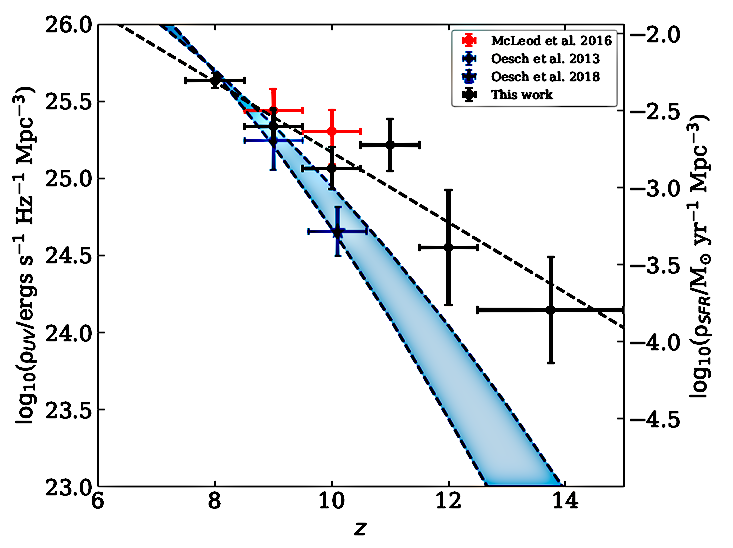 26.0
25.5
25.0
24.5
24.0
23.5
23.0
log₁₀(ρ_UV/ergs s⁻¹ Hz⁻¹ Mpc⁻³)
6
8
10
12
14
z
−2.0
−2.5
−3.0
−3.5
−4.0
−4.5
log₁₀(ρ_SFR/M⊙ yr⁻¹ Mpc⁻³)
McLeod et al. 2016
Oesch et al. 2013
Oesch et al. 2018
This work